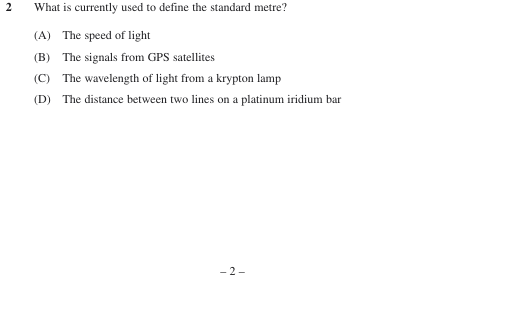 2 What is currently used to define the standard metre?
(A) The speed of light
(B) The signals from GPS satellites
(C) The wavelength of light from a krypton lamp
(D) The distance between two lines on a platinum iridium bar
– 2 –